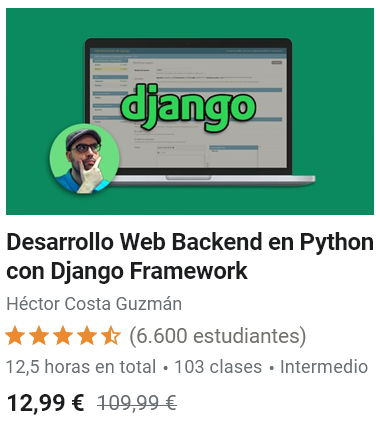 django
Desarrollo Web Backend en Python
con Django Framework
Héctor Costa Guzmán
(6.600 estudiantes)
12,5 horas en total • 103 clases • Intermedio
12,99 € 109,99 €